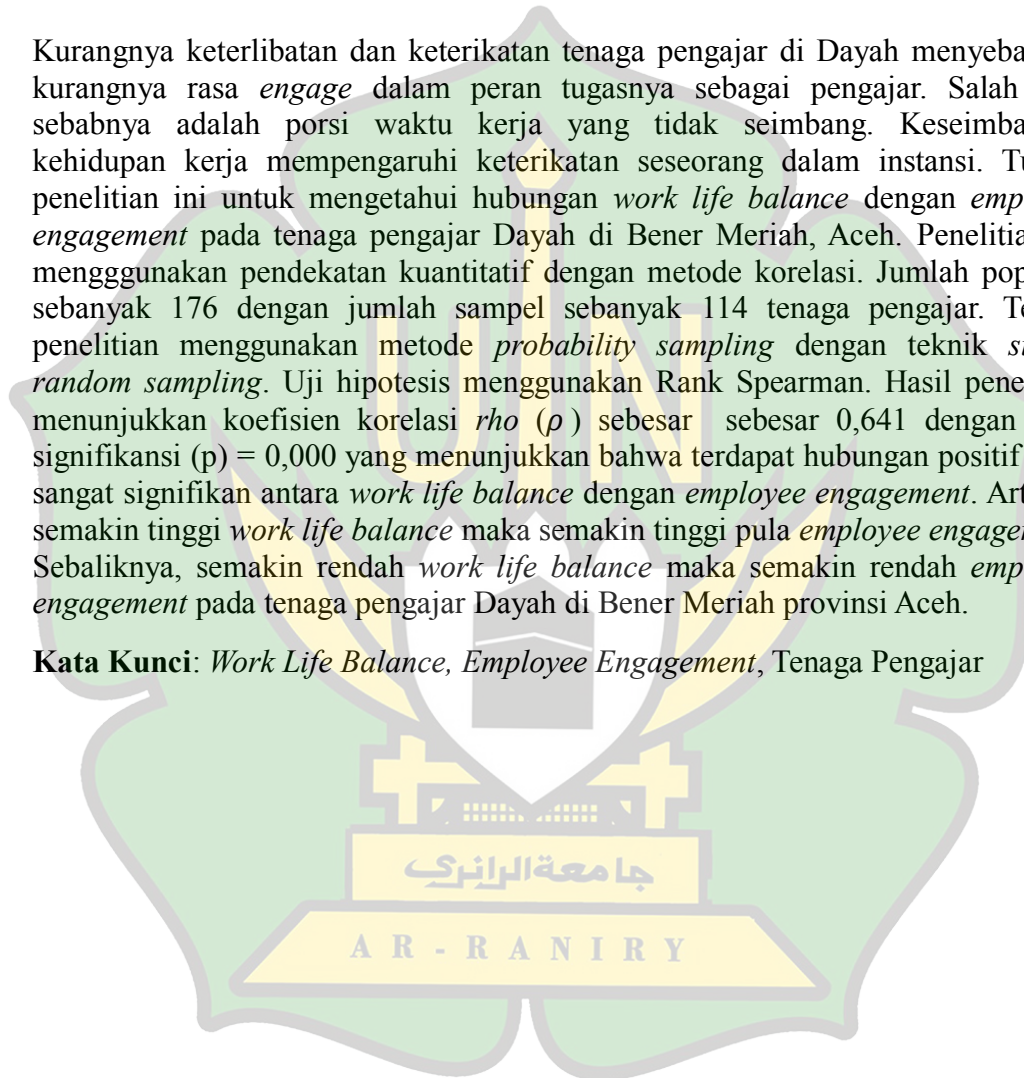 Kurangnya keterlibatan dan keterikatan tenaga pengajar di Dayah menyeba
kurangnya rasa engage dalam peran tugasnya sebagai pengajar. Salah
sebabnya adalah porsi waktu kerja yang tidak seimbang. Keseimba
kehidupan kerja mempengaruhi keterikatan seseorang dalam instansi. Tu
penelitian ini untuk mengetahui hubungan work life balance dengan emp
engagement pada tenaga pengajar Dayah di Bener Meriah, Aceh. Penelitia
mengggunakan pendekatan kuantitatif dengan metode korelasi. Jumlah pop
sebanyak 176 dengan jumlah sampel sebanyak 114 tenaga pengajar. Te
penelitian menggunakan metode probability sampling dengan teknik si
random sampling. Uji hipotesis menggunakan Rank Spearman. Hasil pene
menunjukkan koefisien korelasi rho (ρ ) sebesar sebesar 0,641 dengan
signifikansi (p) = 0,000 yang menunjukkan bahwa terdapat hubungan positif
sangat signifikan antara work life balance dengan employee engagement. Art
semakin tinggi work life balance maka semakin tinggi pula employee engage
Sebaliknya, semakin rendah work life balance maka semakin rendah emp
engagement pada tenaga pengajar Dayah di Bener Meriah provinsi Aceh.
Kata Kunci: Work Life Balance, Employee Engagement, Tenaga Pengajar
UIN
جامعة الرانري
AR-RANIRY